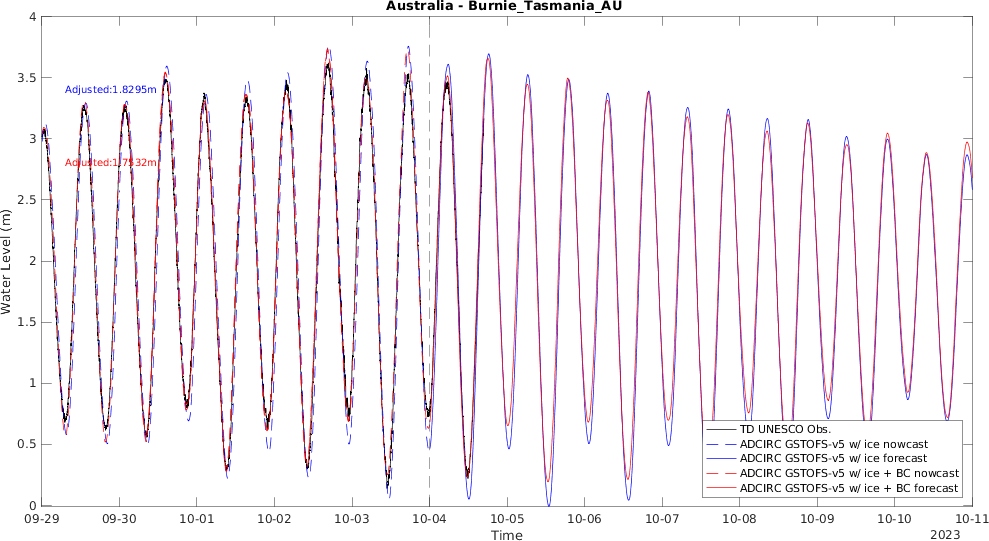 Australia - Burnie_Tasmania_AU
4
3.5
3
2.5
2
1.5
1
0.5
0
Water Level (m)
Adjusted:1.8295m
Adjusted:1.7532m
TD UNESCO Obs.
ADCIRC GSTOFS-v5 w/ ice nowcast
ADCIRC GSTOFS-v5 w/ ice forecast
ADCIRC GSTOFS-v5 w/ ice + BC nowcast
ADCIRC GSTOFS-v5 w/ ice + BC forecast
09-29 09-30 10-01 10-02 10-03 10-04 10-05 10-06 10-07 10-08 10-09 10-10 10-11
Time
2023